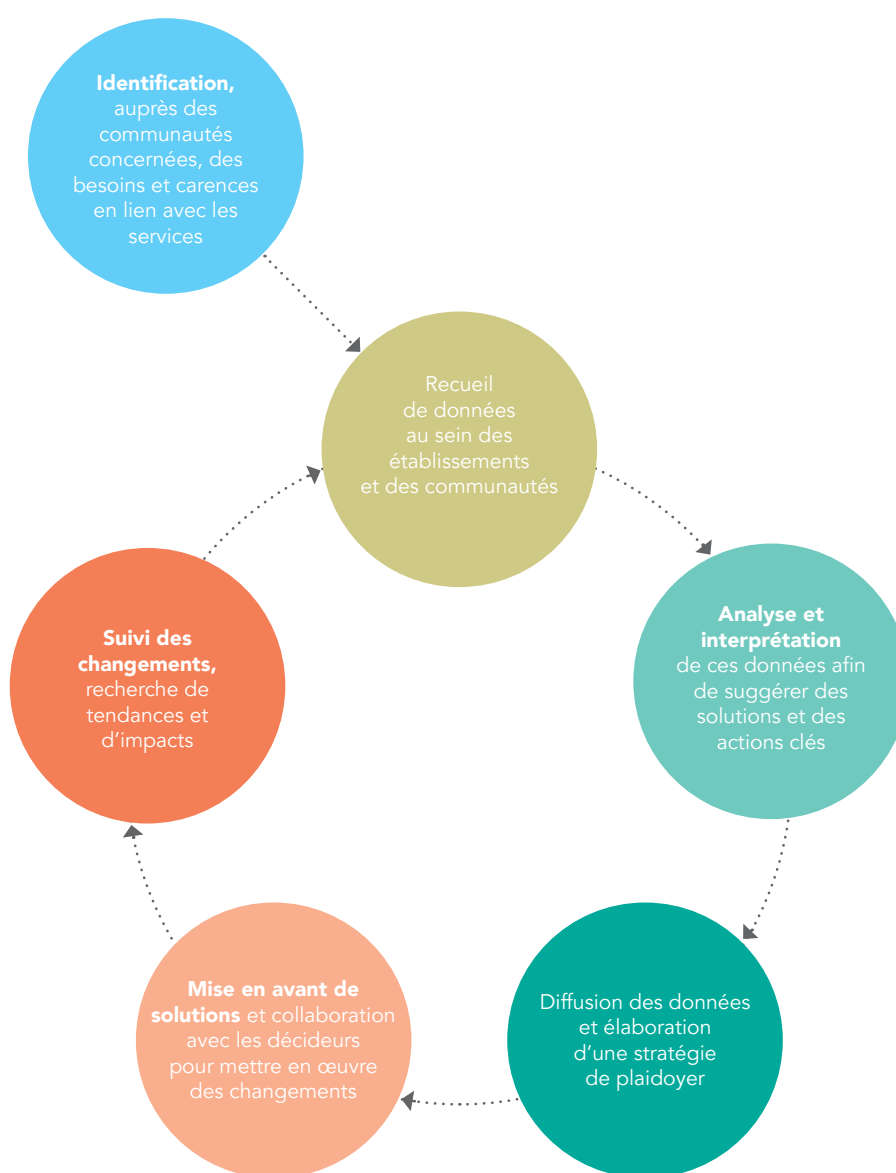 Identification,
auprès des
communautés
concernées, des
besoins et carences
en lien avec les
services
Recueil
de données
au sein des
établissements
et des communautés
Analyse et
interprétation
de ces données afin
de suggérer des
solutions et des
actions clés
Diffusion des données
et élaboration
d’une stratégie
de plaidoyer
Mise en avant de
solutions et collaboration
avec les décideurs
pour mettre en œuvre
des changements
Suivi des
changements,
recherche de
tendances et
d’impacts